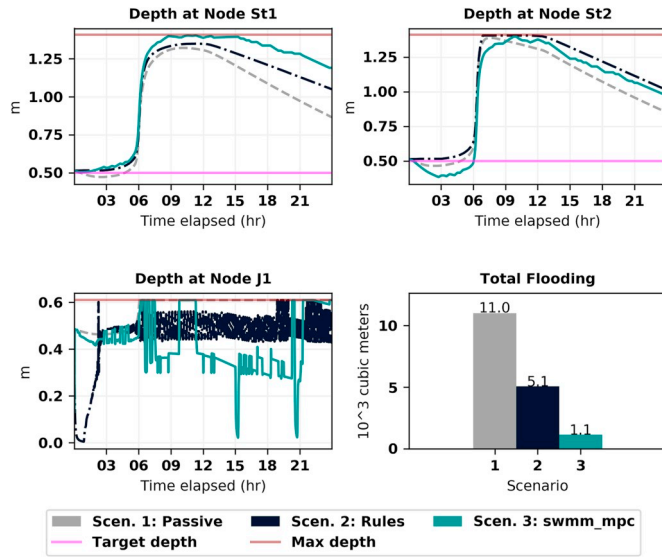 Depth at Node St1
1.25
1.00
0.75
0.50
m
03 06 09 12 15 18 21
Time elapsed (hr)
Depth at Node St2
1.25
1.00
0.75
0.50
m
03 06 09 12 15 18 21
Time elapsed (hr)
Depth at Node J1
0.6
0.4
0.2
0.0
m
03 06 09 12 15 18 21
Time elapsed (hr)
Total Flooding
10
5
0
10^3 cubic meters
11.0
5.1
1.1
1 2 3
Scenario
Scen. 1: Passive Scen. 2: Rules Scen. 3: swmm_mpc
Target depth Max depth